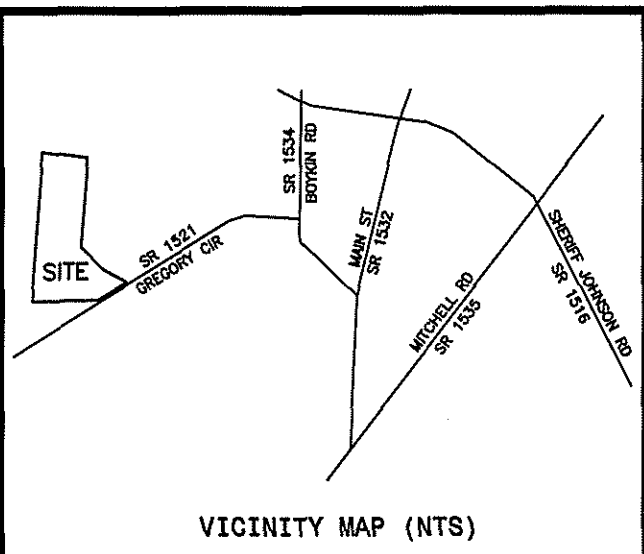 SR 1534
BOYKIN RD
MAIN ST
SR 1532
SR 1521
GREGORY CIR
SITE
MITCHELL RD
SR 1535
SHERIFF JOHNSON RD
SR 1516
VICINITY MAP (NTS)